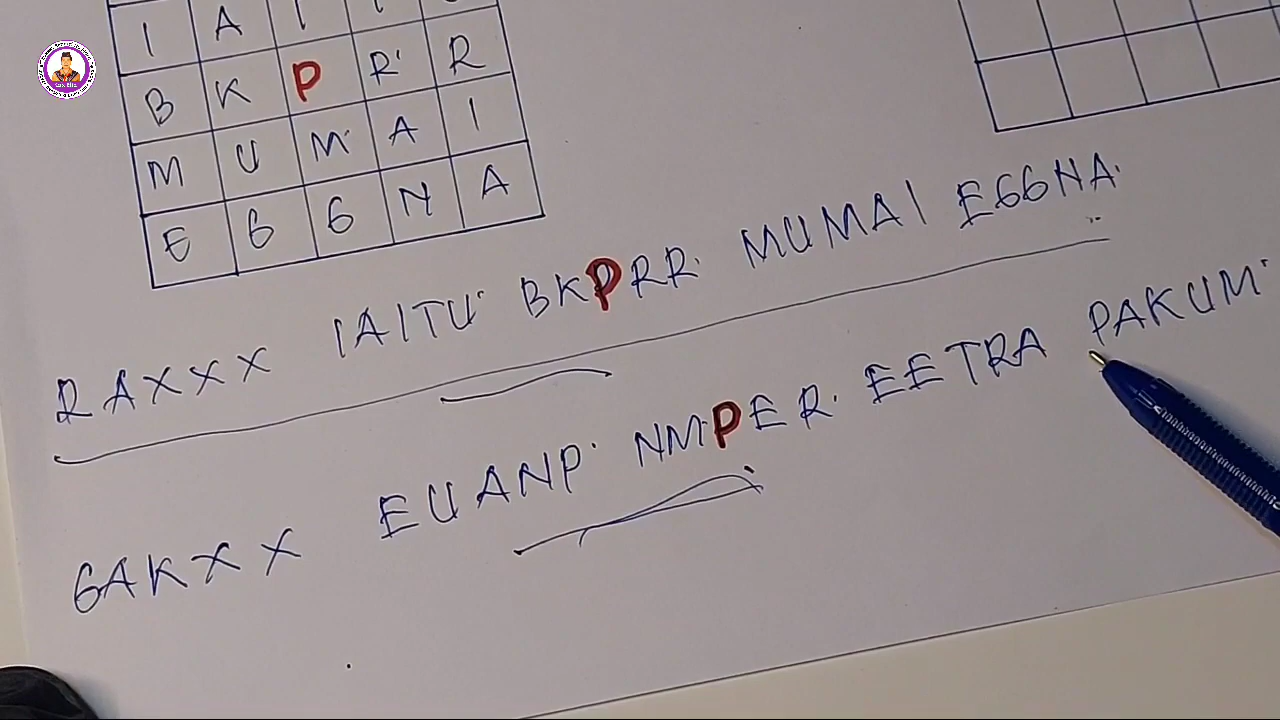 I A I T
B K P R R
M U M A I
E G G N A
RAXXX IAITU BKPRR MUMAI EGGNA
GAKXX EUANP NMPER EETRA PAKUM